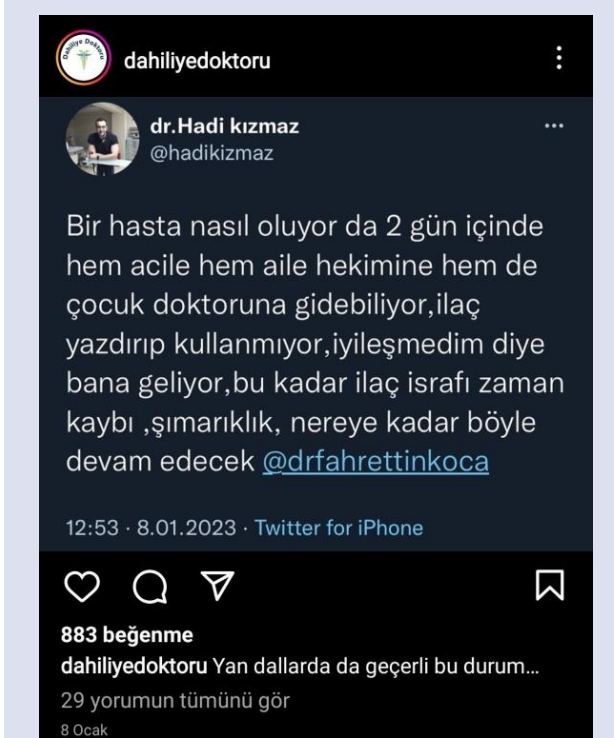 Dahiliye Doktoru
dahiliyedoktoru
dr.Hadi kızmaz
@hadikizmaz
Bir hasta nasıl oluyor da 2 gün içinde
hem acile hem aile hekimine hem de
çocuk doktoruna gidebiliyor,ilaç
yazdırıp kullanmıyor,iyileşmedim diye
bana geliyor,bu kadar ilaç israfı zaman
kaybı ,şımarıklık, nereye kadar böyle
devam edecek @drfahrettinkoca
12:53 · 8.01.2023 · Twitter for iPhone
883 beğenme
dahiliyedoktoru Yan dallarda da geçerli bu durum...
29 yorumun tümünü gör
8 Ocak